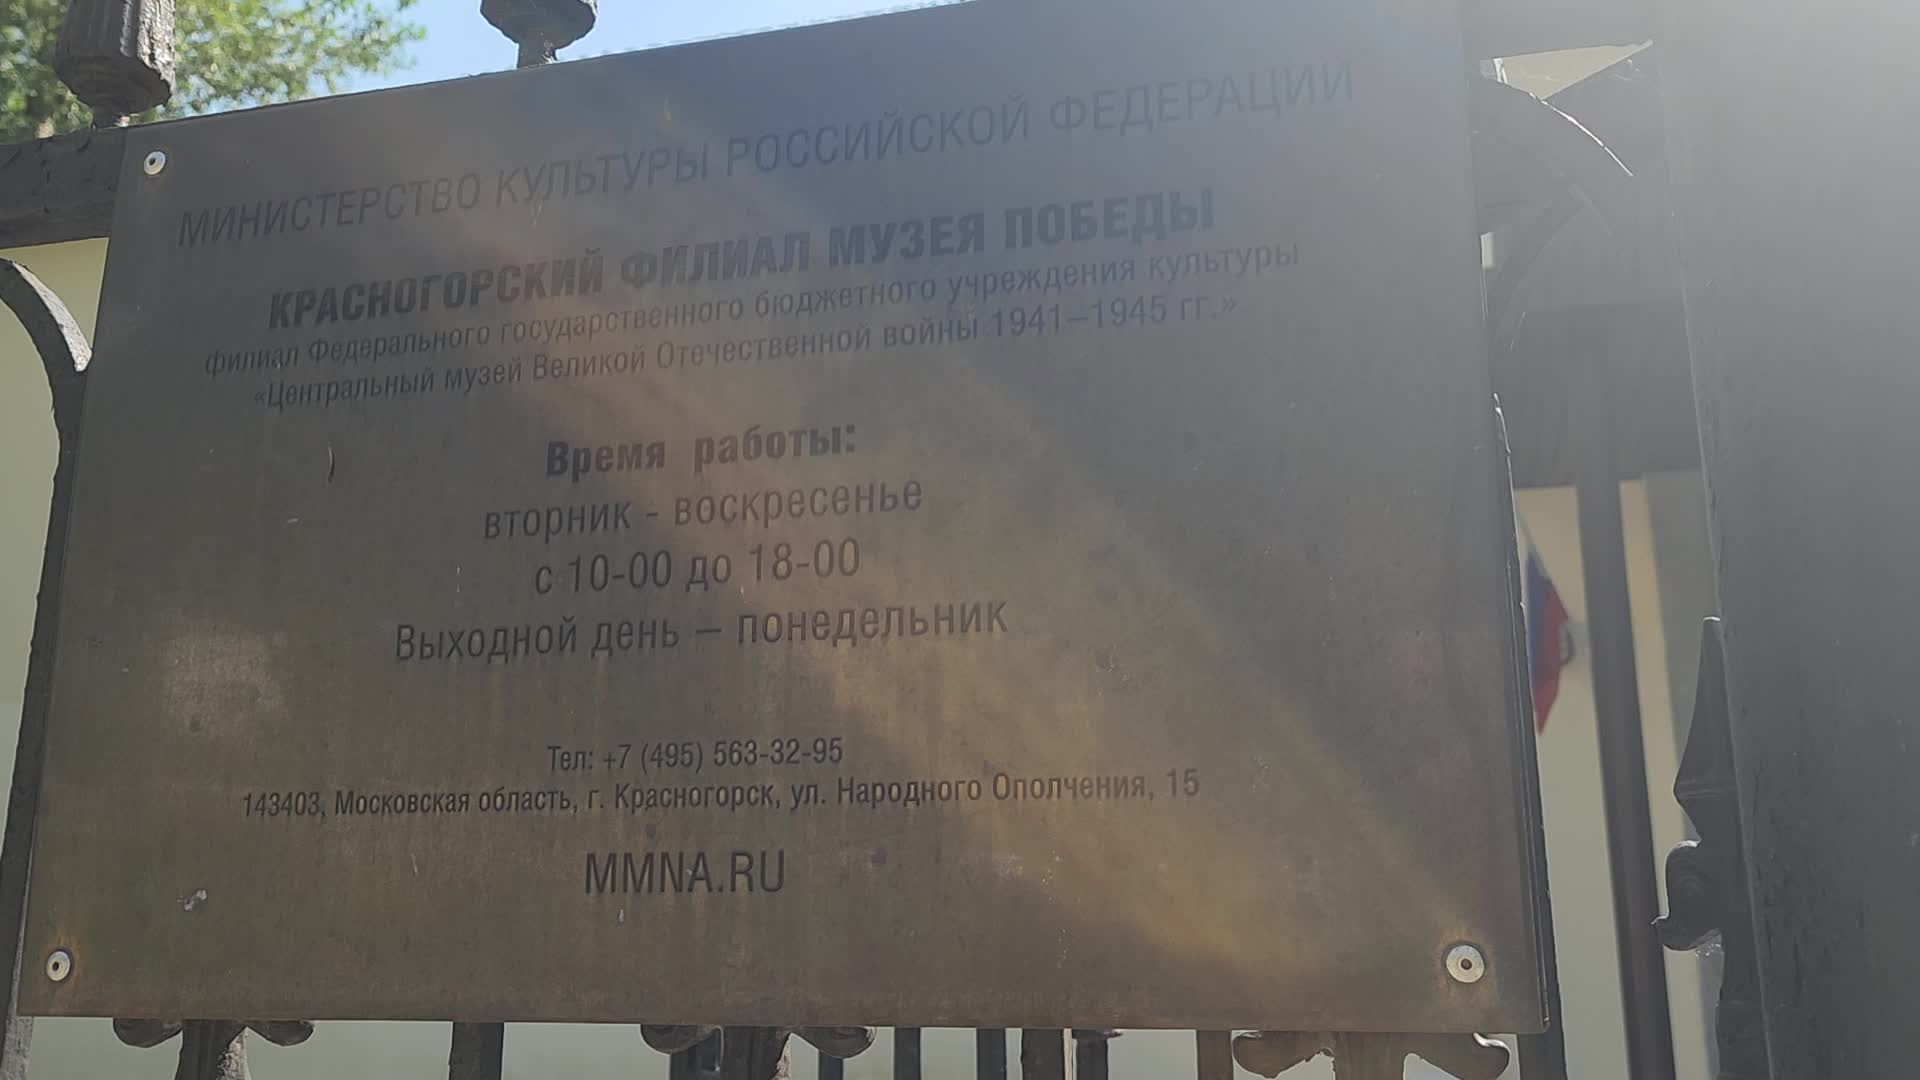 МИНИСТЕРСТВО КУЛЬТУРЫ РОССИЙСКОЙ ФЕДЕРАЦИИ
КРАСНОГОРСКИЙ ФИЛИАЛ МУЗЕЯ ПОБЕДЫ
филиал Федерального государственного бюджетного учреждения культуры
«Центральный музей Великой Отечественной войны 1941–1945 гг.»
Время работы:
вторник - воскресенье
с 10-00 до 18-00
Выходной день – понедельник
Тел: +7 (495) 563-32-95
143403, Московская область, г. Красногорск, ул. Народного Ополчения, 15
MMNA.RU